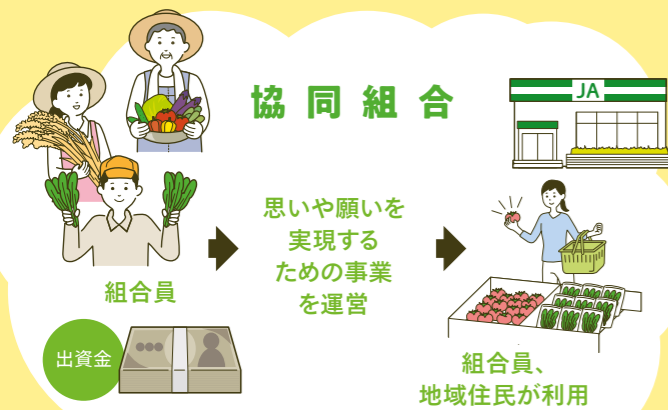 協同組合
JA
組合員
思いや願いを
実現する
ための事業
を運営
出資金
組合員、
地域住民が利用